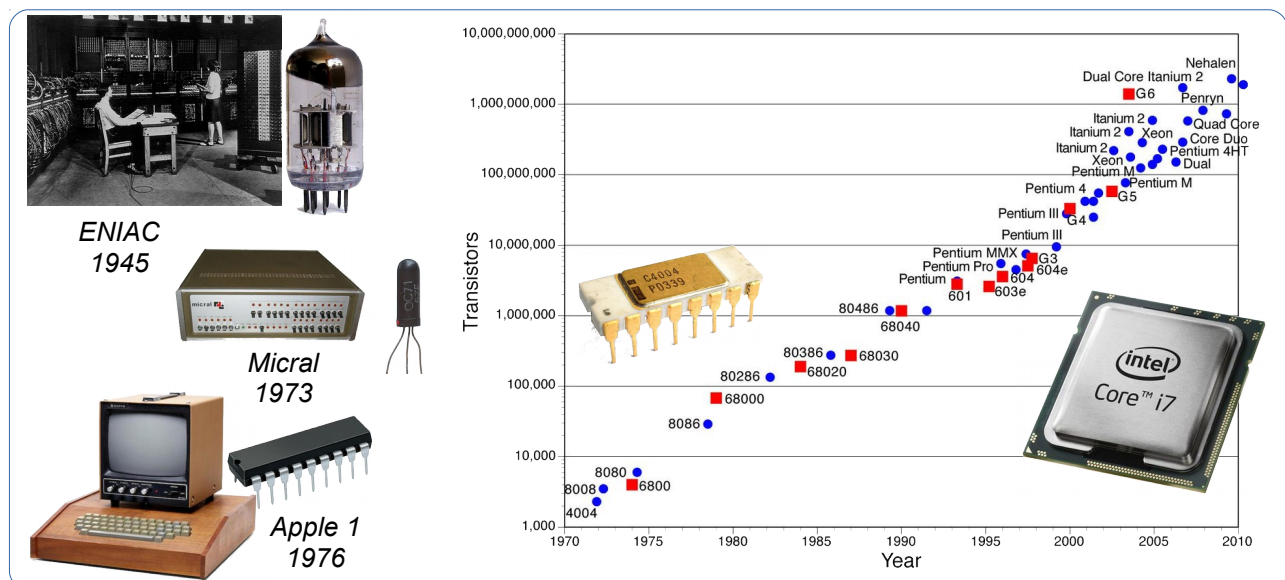 ENIAC
1945
micral
OC71
Micral
1973
Apple 1
1976
Transistors
10,000,000,000
1,000,000,000
100,000,000
10,000,000
1,000,000
100,000
10,000
1,000
1970
1975
1980
1985
1990
1995
2000
2005
2010
Year
Nehalen
Dual Core Itanium 2
G6
Penryn
Itanium 2
Quad Core
Itanium 2
Xeon
Core Duo
Itanium 2
Pentium 4HT
Xeon
Dual
Pentium M
Pentium M
Pentium 4
G5
Pentium III
G4
Pentium III
Pentium MMX
G3
Pentium Pro
604e
Pentium
604
601
603e
80486
68040
80386
68030
80286
68020
68000
8086
8080
6800
8008
4004
C4004
P0339
intel
Core™ i7